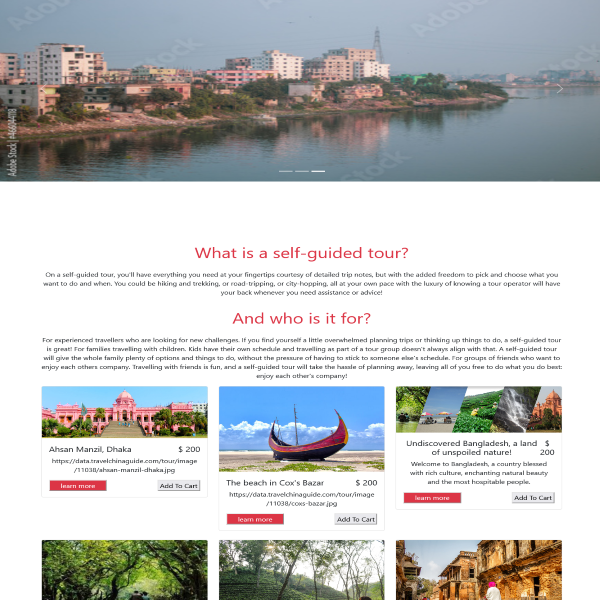 Adobe Stock
Adobe Stock
What is a self-guided tour?
On a self-guided tour, you'll have everything you need at your fingertips courtesy of detailed trip notes, but with the added freedom to pick and choose what you
want to do and when. You could be hiking and trekking, or road-tripping, or city-hopping, all at your own pace with the luxury of knowing a tour operator will have
your back whenever you need assistance or advice!
And who is it for?
For experienced travellers who are looking for new challenges. If you find yourself a little overwhelmed planning trips or thinking up things to do, a self-guided tour
is great! For families travelling with children. Kids have their own schedule and travelling as part of a tour group doesn't always align with that. A self-guided tour
will give the whole family plenty of options and things to do, without the pressure of having to stick to someone else's schedule. For groups of friends who want to
enjoy each others company. Travelling with friends is fun, and a self-guided tour will take the hassle of planning away, leaving all of you free to do what you do best;
enjoy each other's company!
Ahsan Manzil, Dhaka $ 200
https://data.travelchinaguide.com/tour/image
/11038/ahsan-manzil-dhaka.jpg
learn more Add To Cart
The beach in Cox's Bazar $ 200
https://data.travelchinaguide.com/tour/image
/11038/coxs-bazar.jpg
learn more Add To Cart
Undiscovered Bangladesh, a land $
of unspoiled nature! 200
Welcome to Bangladesh, a country blessed
with rich culture, enchanting natural beauty
and the most hospitable people.
learn more Add To Cart